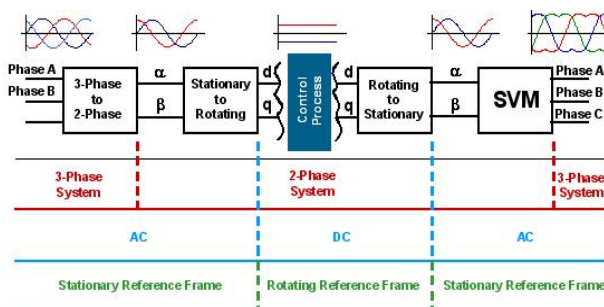 Phase A
Phase B
3-Phase
to
2-Phase
α
β
Stationary
to
Rotating
d
q
Control
Process
d
q
Rotating
to
Stationary
α
β
SVM
Phase A
Phase B
Phase C
3-Phase
System
2-Phase
System
3-Phase
System
AC
DC
AC
Stationary Reference Frame
Rotating Reference Frame
Stationary Reference Frame